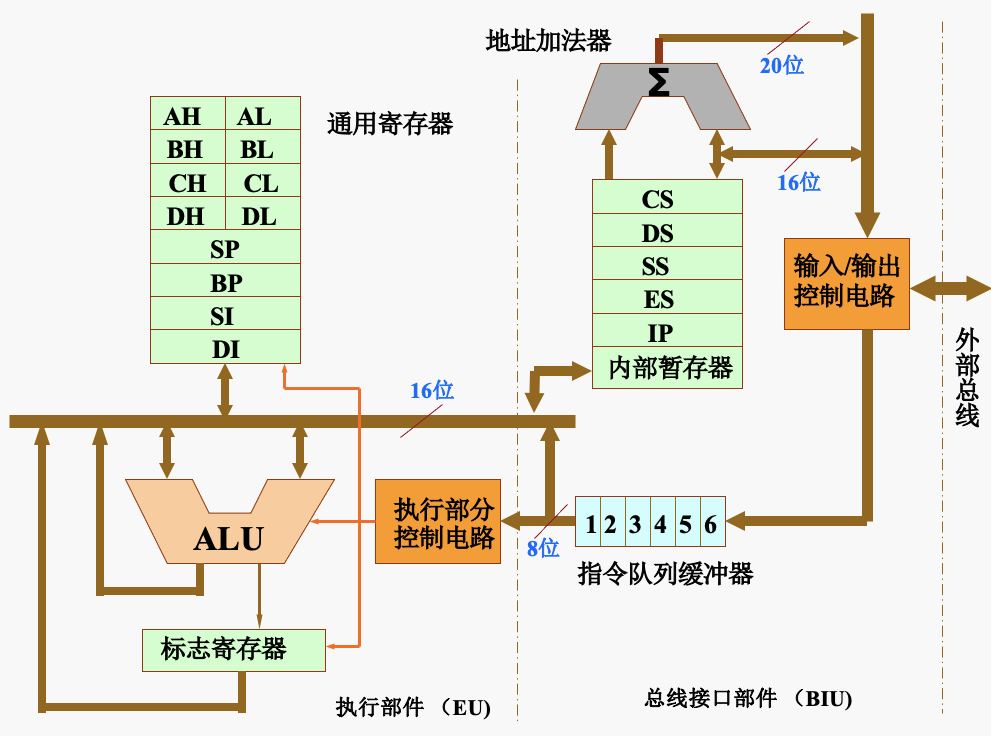 地址加法器
Σ
20位
通用寄存器
AH AL
BH BL
CH CL
DH DL
SP
BP
SI
DI
16位
CS
DS
SS
ES
IP
内部暂存器
输入/输出
控制电路
外部总线
16位
ALU
执行部分
控制电路
8位
1 2 3 4 5 6
指令队列缓冲器
标志寄存器
执行部件 （EU)
总线接口部件 （BIU)